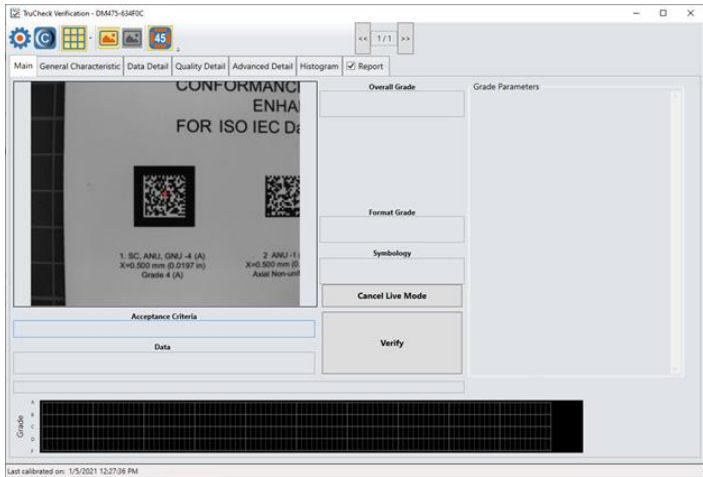 TruCheck Verification - DM475-634F0C
45
<< 1 / 1 >>
Main General Characteristic Data Detail Quality Detail Advanced Detail Histogram Report
CONFORMANC
ENHA
FOR ISO IEC Da
1. SC, ANU, GNU -4 (A)
X=0.500 mm (0.0197 in)
Grade 4 (A)
2 ANU -1
X=0.500 mm (0.
Axial Non-unif
Overall Grade
Format Grade
Symbology
Cancel Live Mode
Verify
Grade Parameters
Acceptance Criteria
Data
Grade
A
B
C
D
F
Last calibrated on: 1/5/2021 12:27:36 PM